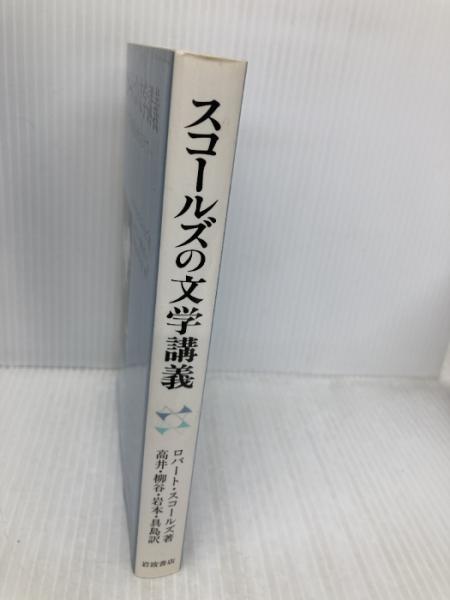 スコールズの文学講義
ロバート・スコールズ著
高井・柳谷・岩本・具島訳
岩波書店